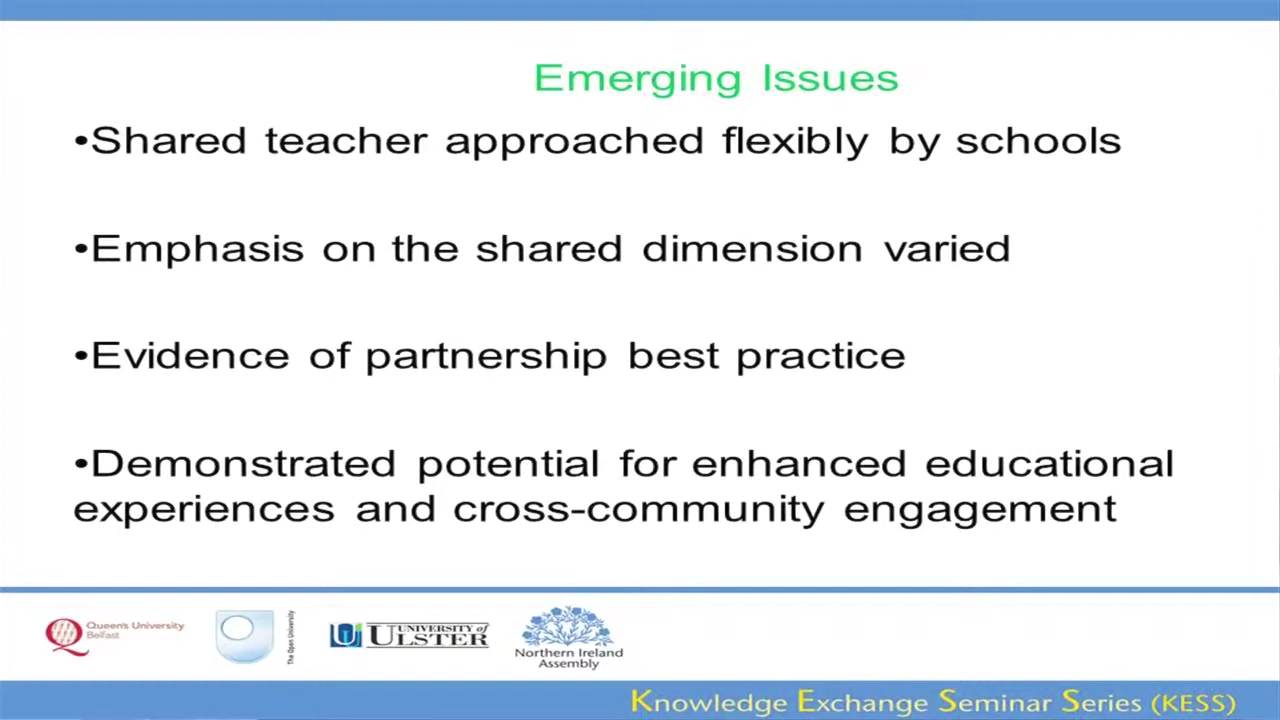 Emerging Issues
•Shared teacher approached flexibly by schools
•Emphasis on the shared dimension varied
•Evidence of partnership best practice
•Demonstrated potential for enhanced educational
experiences and cross-community engagement
Queen's University
Belfast
The Open University
UNIVERSITY of
ULSTER
Northern Ireland
Assembly
Knowledge Exchange Seminar Series (KESS)